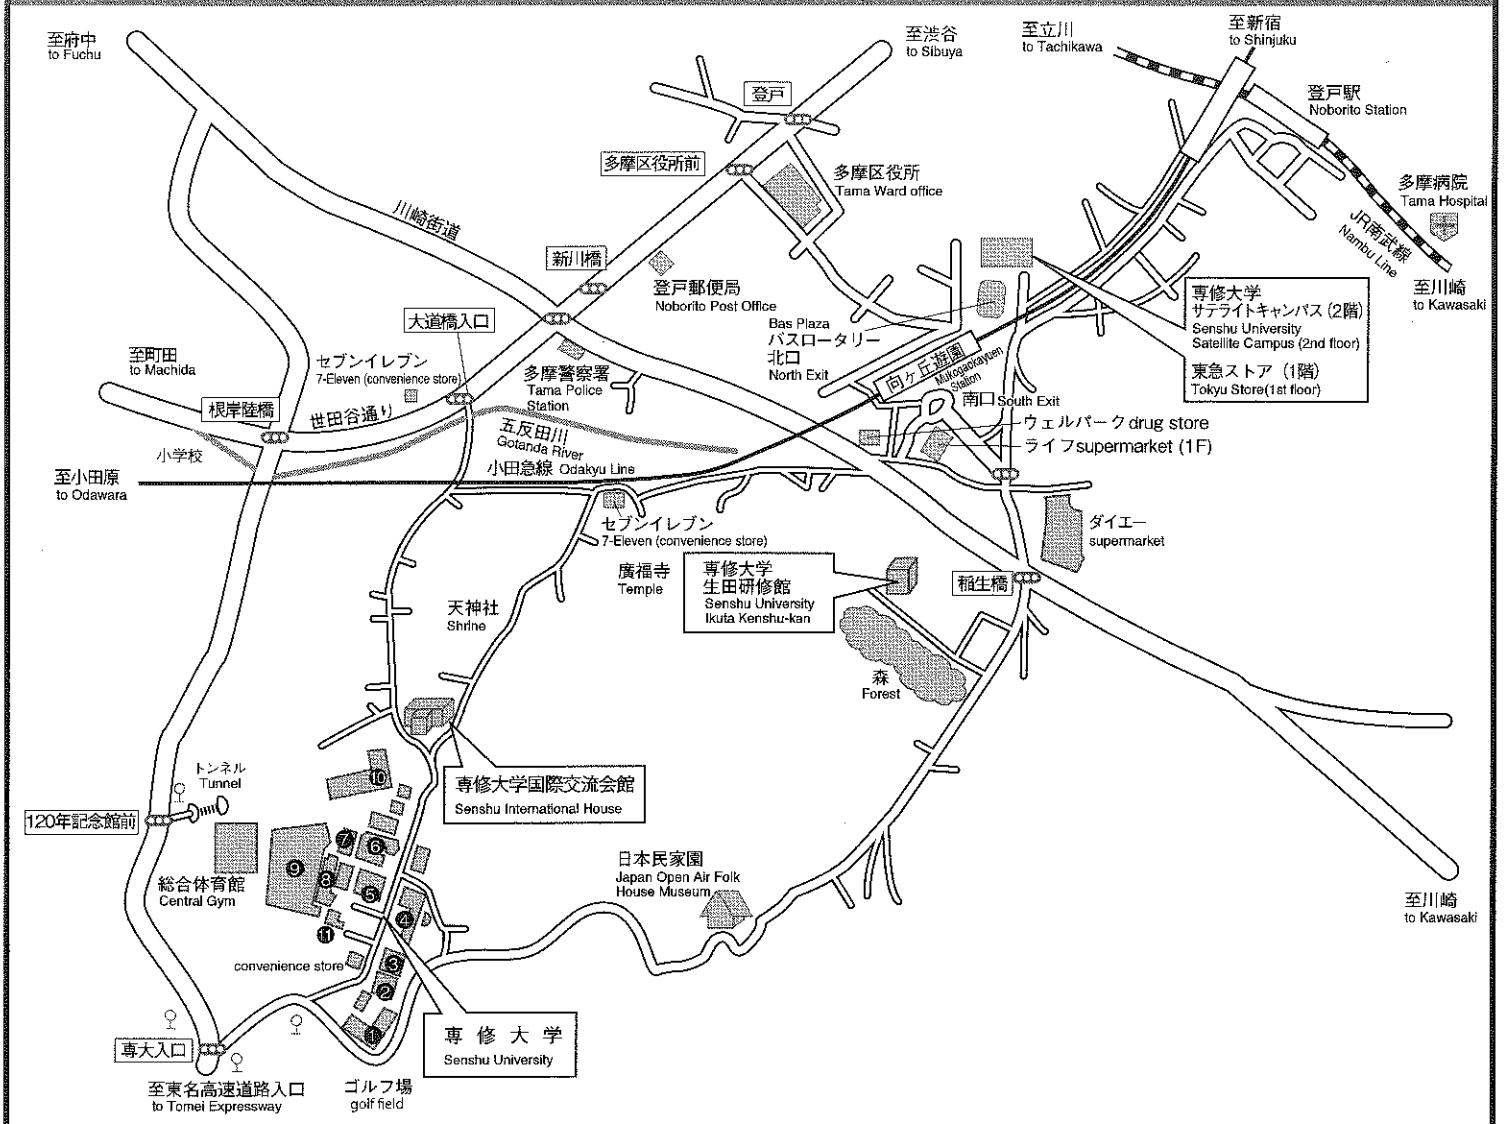 至府中
to Fuchu
至渋谷
to Sibuya
至立川
to Tachikawa
至新宿
to Shinjuku
登戸
登戸駅
Noborito Station
多摩区役所前
多摩区役所
Tama Ward office
多摩病院
Tama Hospital
川崎街道
JR南武線
Nambu Line
新川橋
登戸郵便局
Noborito Post Office
至川崎
to Kawasaki
専修大学
サテライトキャンパス（2階）
Senshu University
Satellite Campus (2nd floor)
東急ストア（1階）
Tokyu Store(1st floor)
大道橋入口
Bas Plaza
バスロータリー
北口
North Exit
向ヶ丘遊園
Mukogaokayuen
Station
至町田
to Machida
セブンイレブン
7-Eleven (convenience store)
多摩警察署
Tama Police
Station
南口 South Exit
根岸陸橋
世田谷通り
ウェルパーク drug store
ライフsupermarket (1F)
五反田川
Gotanda River
小学校
小田急線 Odakyu Line
至小田原
to Odawara
セブンイレブン
7-Eleven (convenience store)
ダイエー
supermarket
廣福寺
Temple
専修大学
生田研修館
Senshu University
Ikuta Kenshu-kan
稲生橋
天神社
Shrine
森
Forest
トンネル
Tunnel
専修大学国際交流会館
Senshu International House
120年記念館前
10
7
6
9
8
5
4
11
3
2
1
総合体育館
Central Gym
日本民家園
Japan Open Air Folk
House Museum
至川崎
to Kawasaki
convenience store
専修大学
Senshu University
専大入口
至東名高速道路入口
to Tomei Expressway
ゴルフ場
golf field